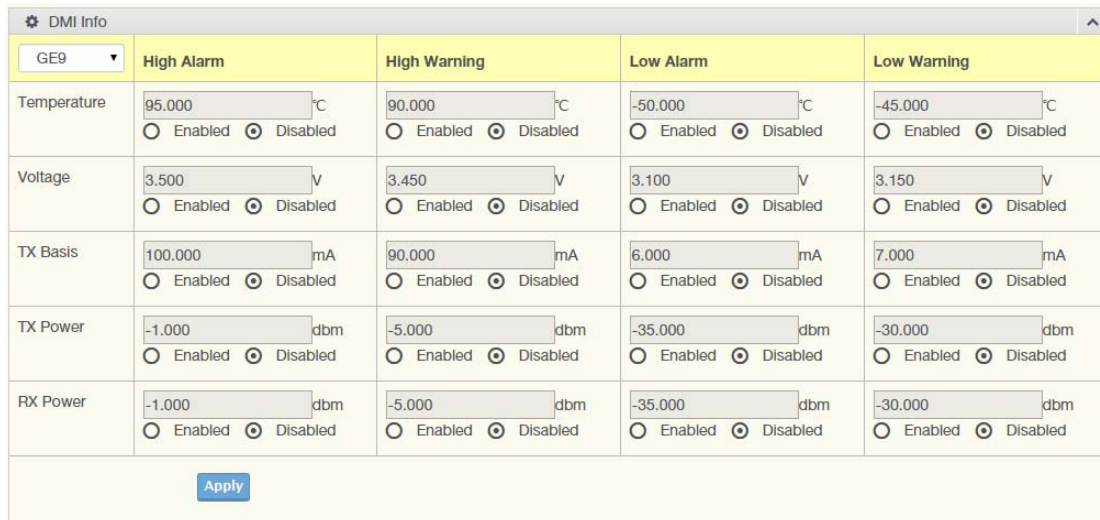 DMI Info
GE9 High Alarm High Warning Low Alarm Low Warning
Temperature 95.000 ℃ 90.000 ℃ -50.000 ℃ -45.000 ℃
Enabled Disabled Enabled Disabled Enabled Disabled Enabled Disabled
Voltage 3.500 V 3.450 V 3.100 V 3.150 V
Enabled Disabled Enabled Disabled Enabled Disabled Enabled Disabled
TX Basis 100.000 mA 90.000 mA 6.000 mA 7.000 mA
Enabled Disabled Enabled Disabled Enabled Disabled Enabled Disabled
TX Power -1.000 dbm -5.000 dbm -35.000 dbm -30.000 dbm
Enabled Disabled Enabled Disabled Enabled Disabled Enabled Disabled
RX Power -1.000 dbm -5.000 dbm -35.000 dbm -30.000 dbm
Enabled Disabled Enabled Disabled Enabled Disabled Enabled Disabled
Apply